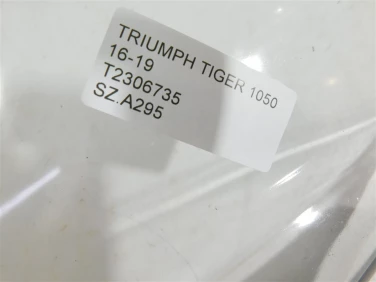 TRIUMPH TIGER 1050
16-19
T2306735
SZ.A295